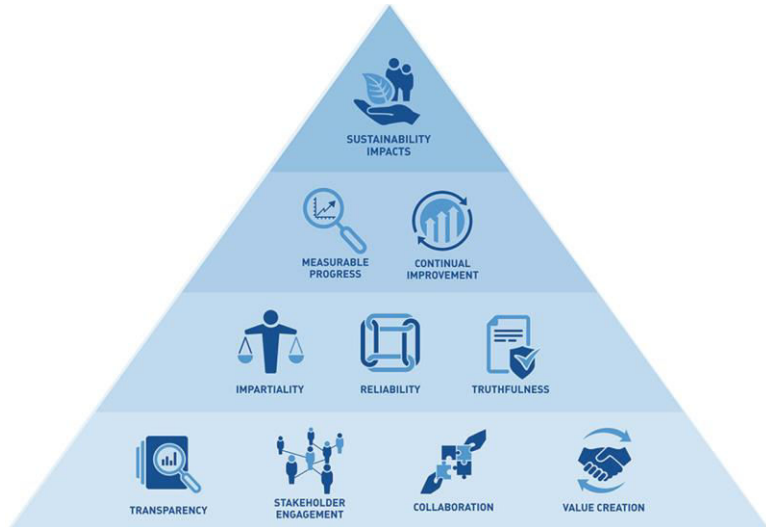 SUSTAINABILITY
IMPACTS
MEASURABLE
PROGRESS
CONTINUAL
IMPROVEMENT
IMPARTIALITY
RELIABILITY
TRUTHFULNESS
TRANSPARENCY
STAKEHOLDER
ENGAGEMENT
COLLABORATION
VALUE CREATION